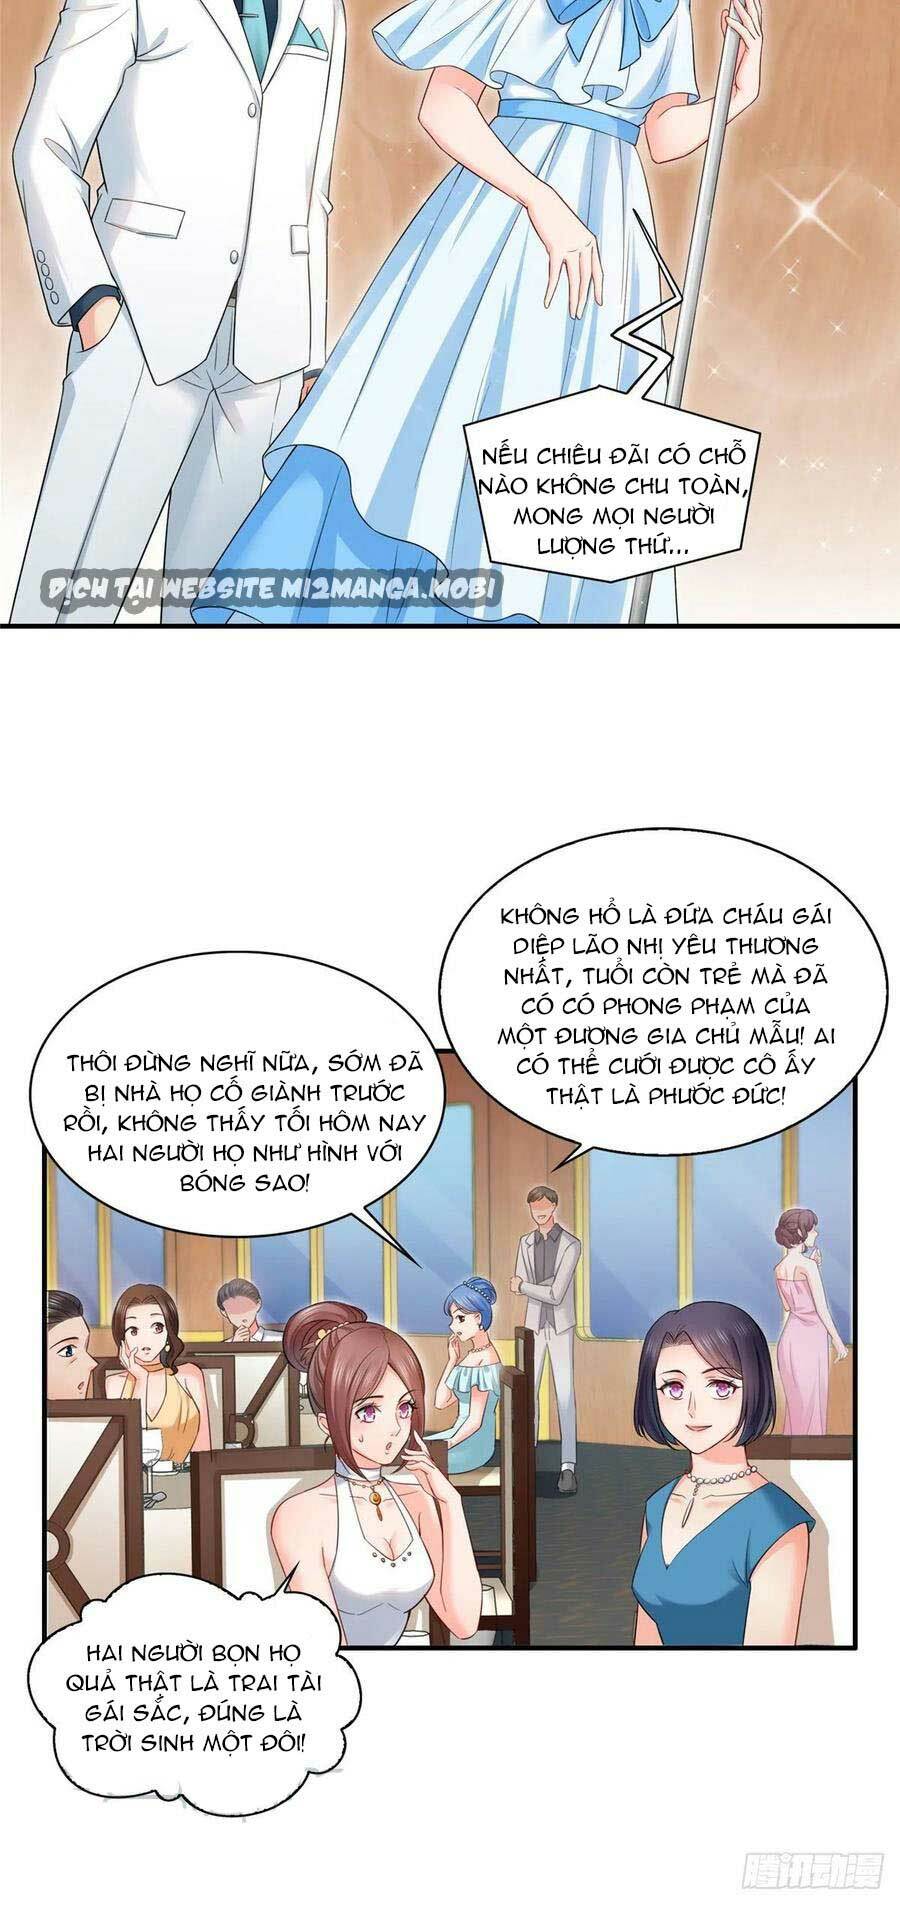 NẾU CHIÊU ĐÃI CÓ CHỖ
NÀO KHÔNG CHU TOÀN,
MONG MỌI NGƯỜI
LƯỢNG THỨ...
DỊCH TẠI WEBSITE MI2MANGA.MOBI
KHÔNG HỔ LÀ ĐỨA CHÁU GÁI
DIỆP LÃO NHỊ YÊU THƯƠNG
NHẤT, TUỔI CÒN TRẺ MÀ ĐÃ
CÓ CÓ PHONG PHẠM CỦA
MỘT ĐƯƠNG GIA CHỦ MẪU! AI
CÓ THỂ CƯỚI ĐƯỢC CÔ ẤY
THẬT LÀ PHƯỚC ĐỨC!
THÔI ĐỪNG NGHĨ NỮA, SỚM ĐÃ
BỊ NHÀ HỌ CỐ GIÀNH TRƯỚC
RỒI, KHÔNG THẤY TỐI HÔM NAY
HAI NGƯỜI HỌ NHƯ HÌNH VỚI
BÓNG SAO!
HAI NGƯỜI BỌN HỌ
QUẢ THẬT LÀ TRAI TÀI
GÁI SẮC, ĐÚNG LÀ
TRỜI SINH MỘT ĐÔI!
腾讯动漫